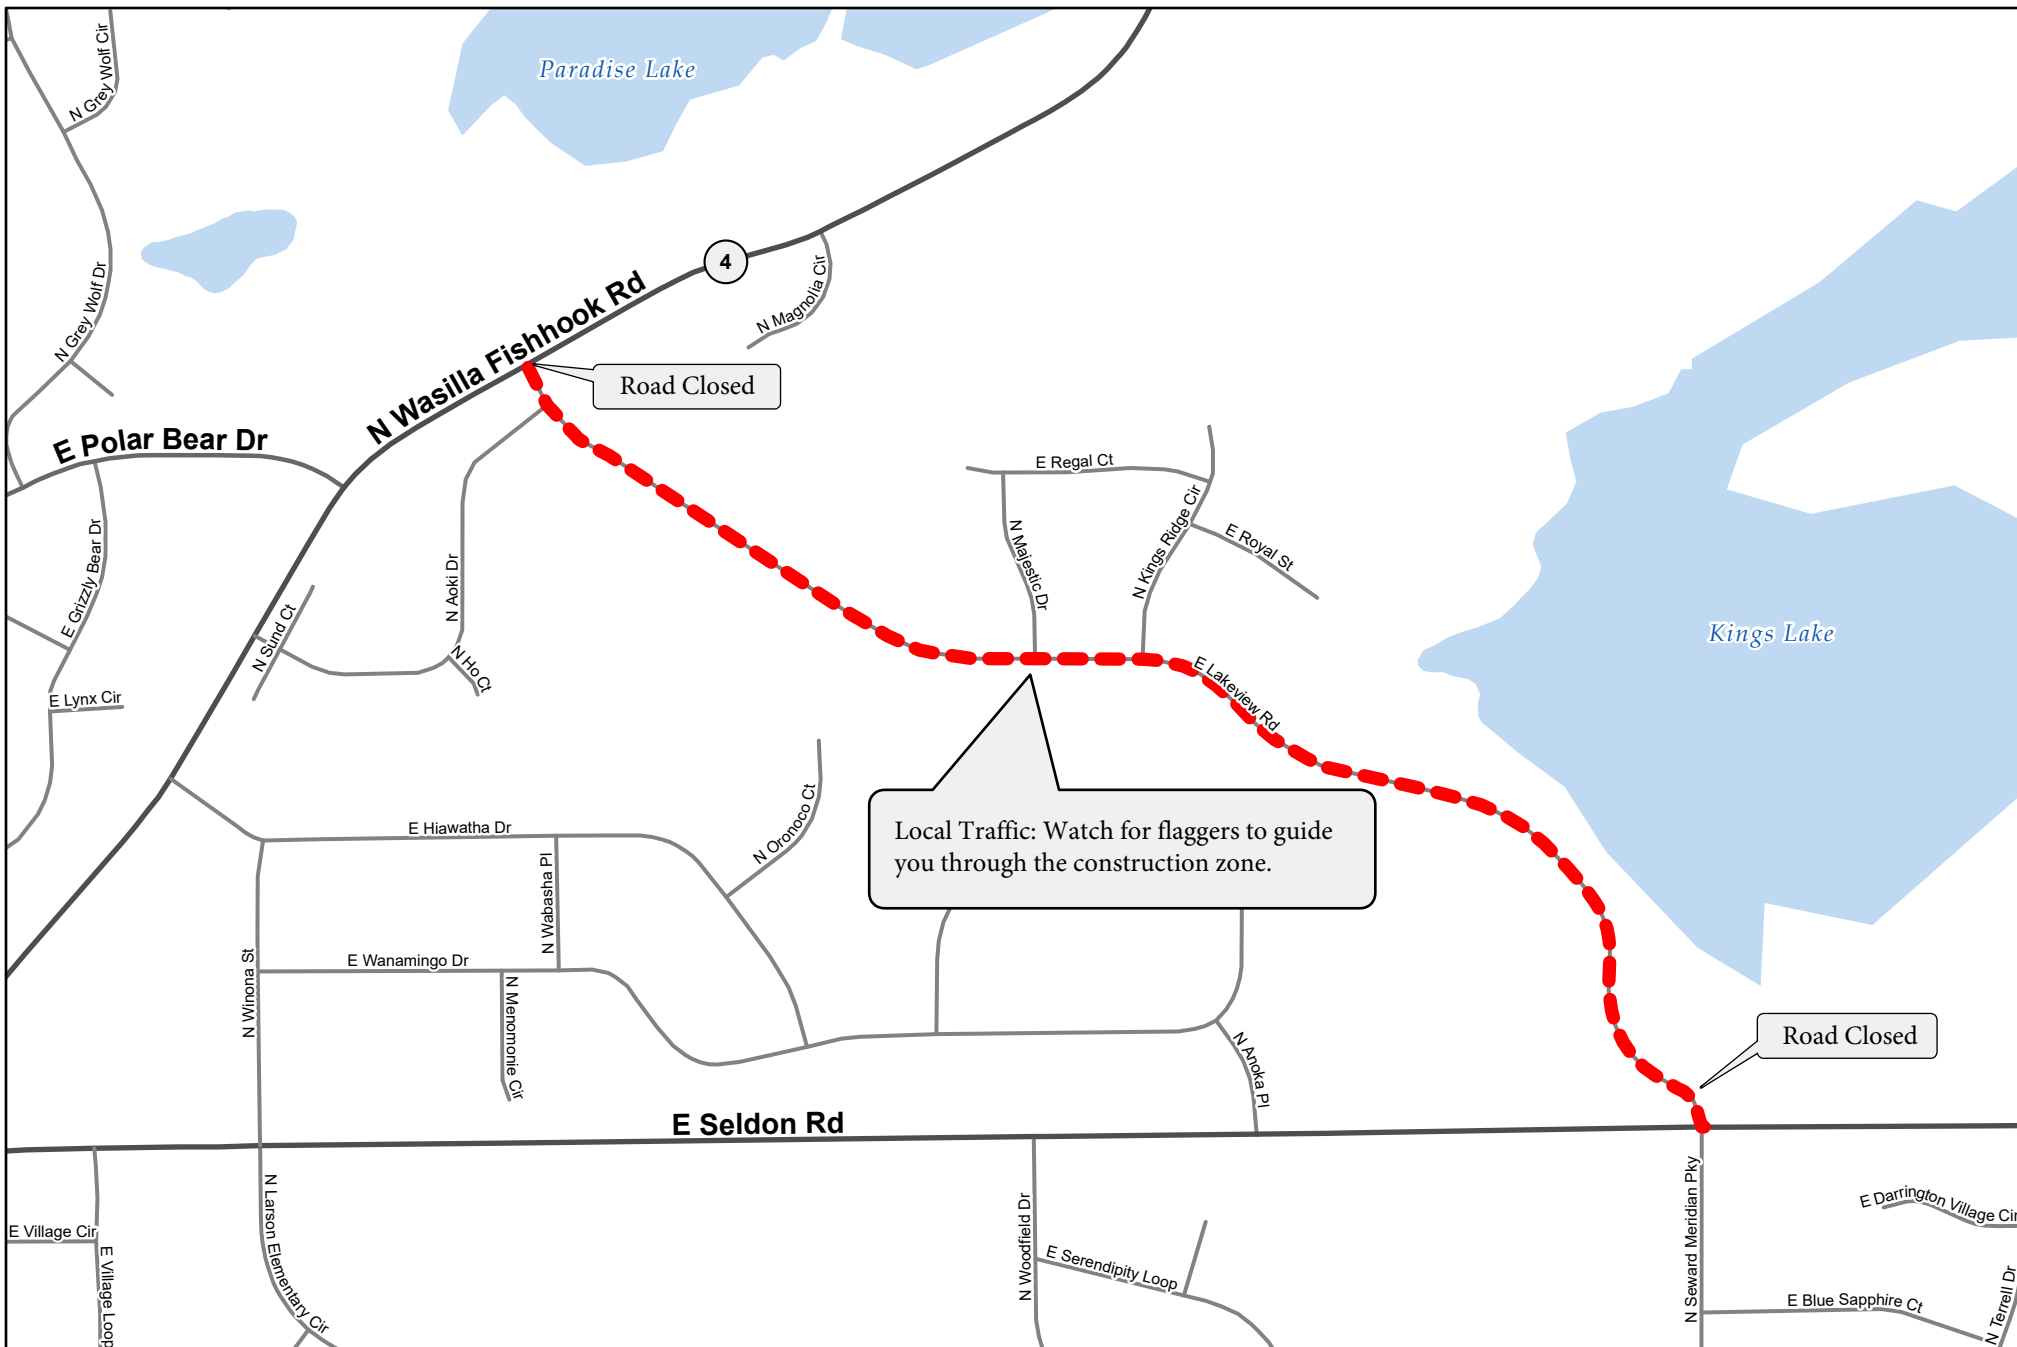 N Grey Wolf Cir
Paradise Lake
4
N Magnolia Cir
N Grey Wolf Dr
N Wasilla Fishhook Rd
Road Closed
E Polar Bear Dr
E Regal Ct
N Kings Ridge Cir
E Royal St
N Majestic Dr
E Grizzly Bear Dr
N Aoki Dr
N Sund Ct
N Ho Ct
Kings Lake
E Lakeview Rd
E Lynx Cir
N Oronoco Ct
E Hiawatha Dr
Local Traffic: Watch for flaggers to guide
you through the construction zone.
N Wabasha Pl
E Wanamingo Dr
N Winona St
N Menomonie Cir
N Anoka Pl
Road Closed
E Seldon Rd
N Larson Elementary Cir
E Village Cir
E Village Loop
N Woodfield Dr
E Serendipity Loop
N Seward Meridian Pky
E Darrington Village Cir
E Blue Sapphire Ct
N Terrell Dr